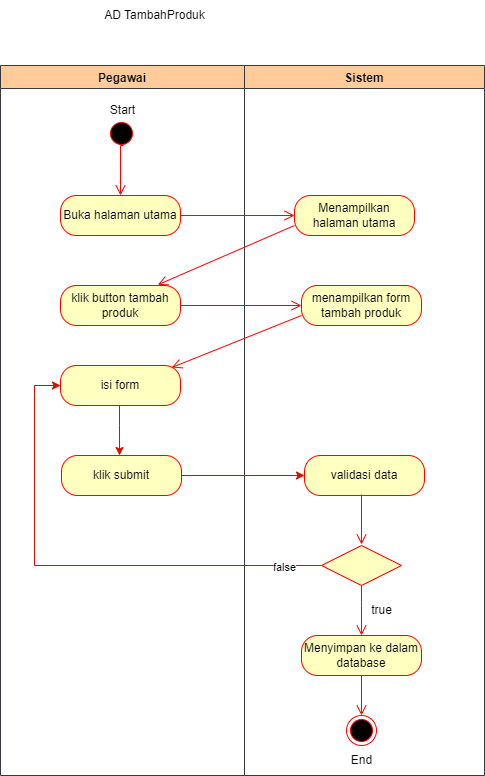 AD TambahProduk
Pegawai
Sistem
Start
Buka halaman utama
Menampilkan
halaman utama
klik button tambah
produk
menampilkan form
tambah produk
isi form
klik submit
validasi data
false
true
Menyimpan ke dalam
database
End